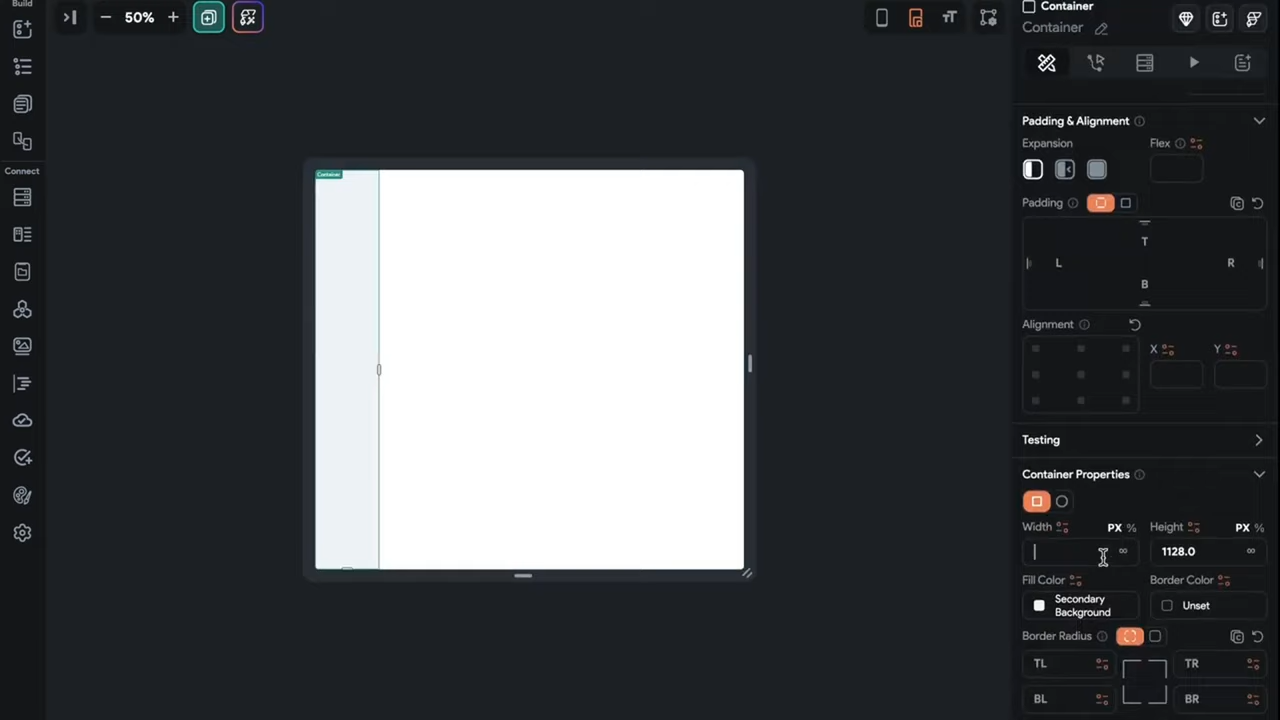 Build
50%
Container
Container
Connect
Container
Padding & Alignment
Expansion
Flex
Padding
T
L
R
B
Alignment
X
Y
Testing
Container Properties
Width
PX %
Height
PX %
∞
1128.0
∞
Fill Color
Border Color
Secondary
Background
Unset
Border Radius
TL
TR
BL
BR